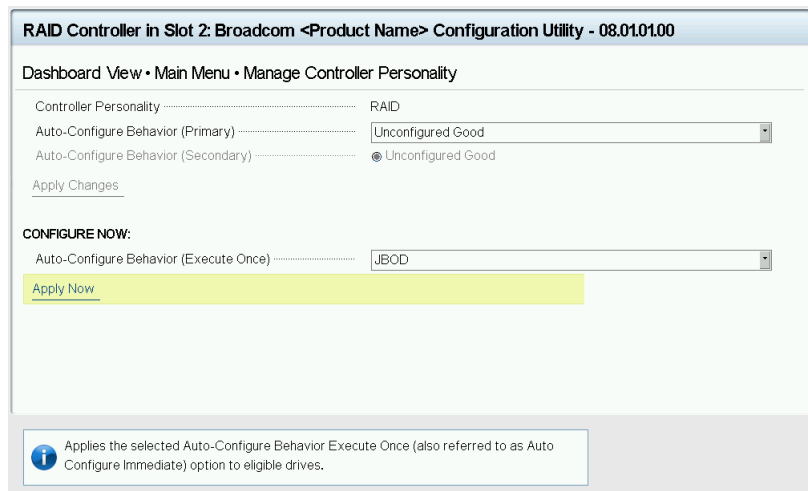 RAID Controller in Slot 2: Broadcom <Product Name> Configuration Utility - 08.01.01.00
Dashboard View • Main Menu • Manage Controller Personality
Controller Personality RAID
Auto-Configure Behavior (Primary) Unconfigured Good
Auto-Configure Behavior (Secondary) Unconfigured Good
Apply Changes
CONFIGURE NOW:
Auto-Configure Behavior (Execute Once) JBOD
Apply Now
Applies the selected Auto-Configure Behavior Execute Once (also referred to as Auto
Configure Immediate) option to eligible drives.